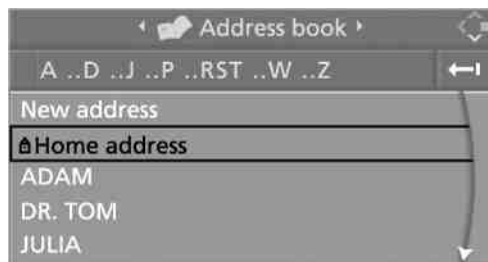 Address book
A ..D ..J ..P ..RST ..W ..Z
New address
Home address
ADAM
DR. TOM
JULIA